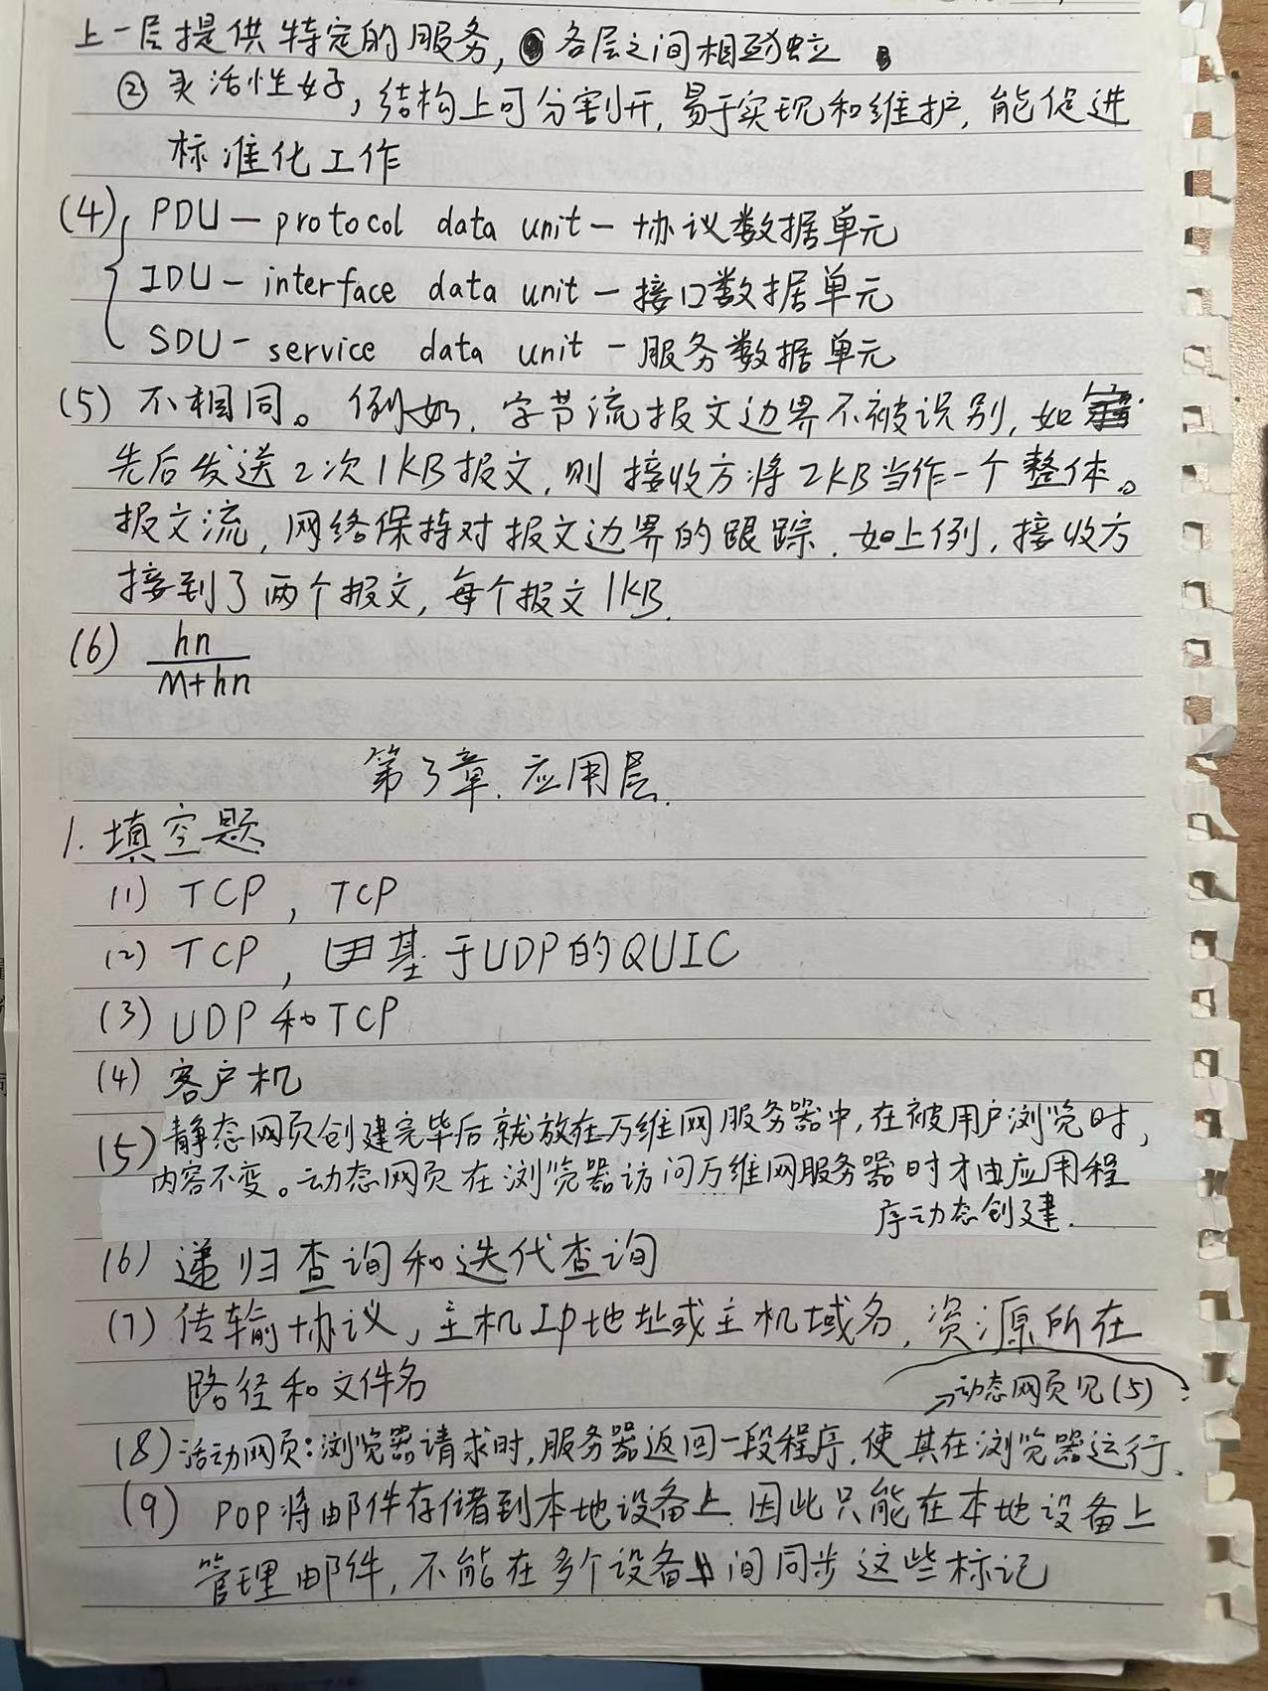 上一层提供特定的服务, 各层之间相互独立
② 灵活性好, 结构上可分割开, 易于实现和维护, 能促进
标准化工作
(4) PDU — protocol data unit — 协议数据单元
IDU — interface data unit — 接口数据单元
SDU — service data unit — 服务数据单元
(5) 不相同。例如, 字节流报文边界不被识别, 如
先后发送2次1KB报文, 则接收方将2KB当作一个整体。
报文流, 网络保持对报文边界的跟踪. 如上例, 接收方
接到了两个报文, 每个报文1KB.
(6) hn
M+hn
第3章. 应用层.
1. 填空题
(1) TCP, TCP
(2) TCP, 基于UDP的QUIC
(3) UDP和TCP
(4) 客户机
(5) 静态网页创建完毕后就放在万维网服务器中, 在被用户浏览时,
内容不变。动态网页在浏览器访问万维网服务器时才由应用程
序动态创建.
(6) 递归查询和迭代查询
(7) 传输协议, 主机IP地址或主机域名, 资源所在
路径和文件名
→动态网页见(5)
(8) 活动网页: 浏览器请求时, 服务器返回一段程序, 使其在浏览器运行.
(9) POP将邮件存储到本地设备上, 因此只能在本地设备上
管理邮件, 不能在多个设备间同步这些标记